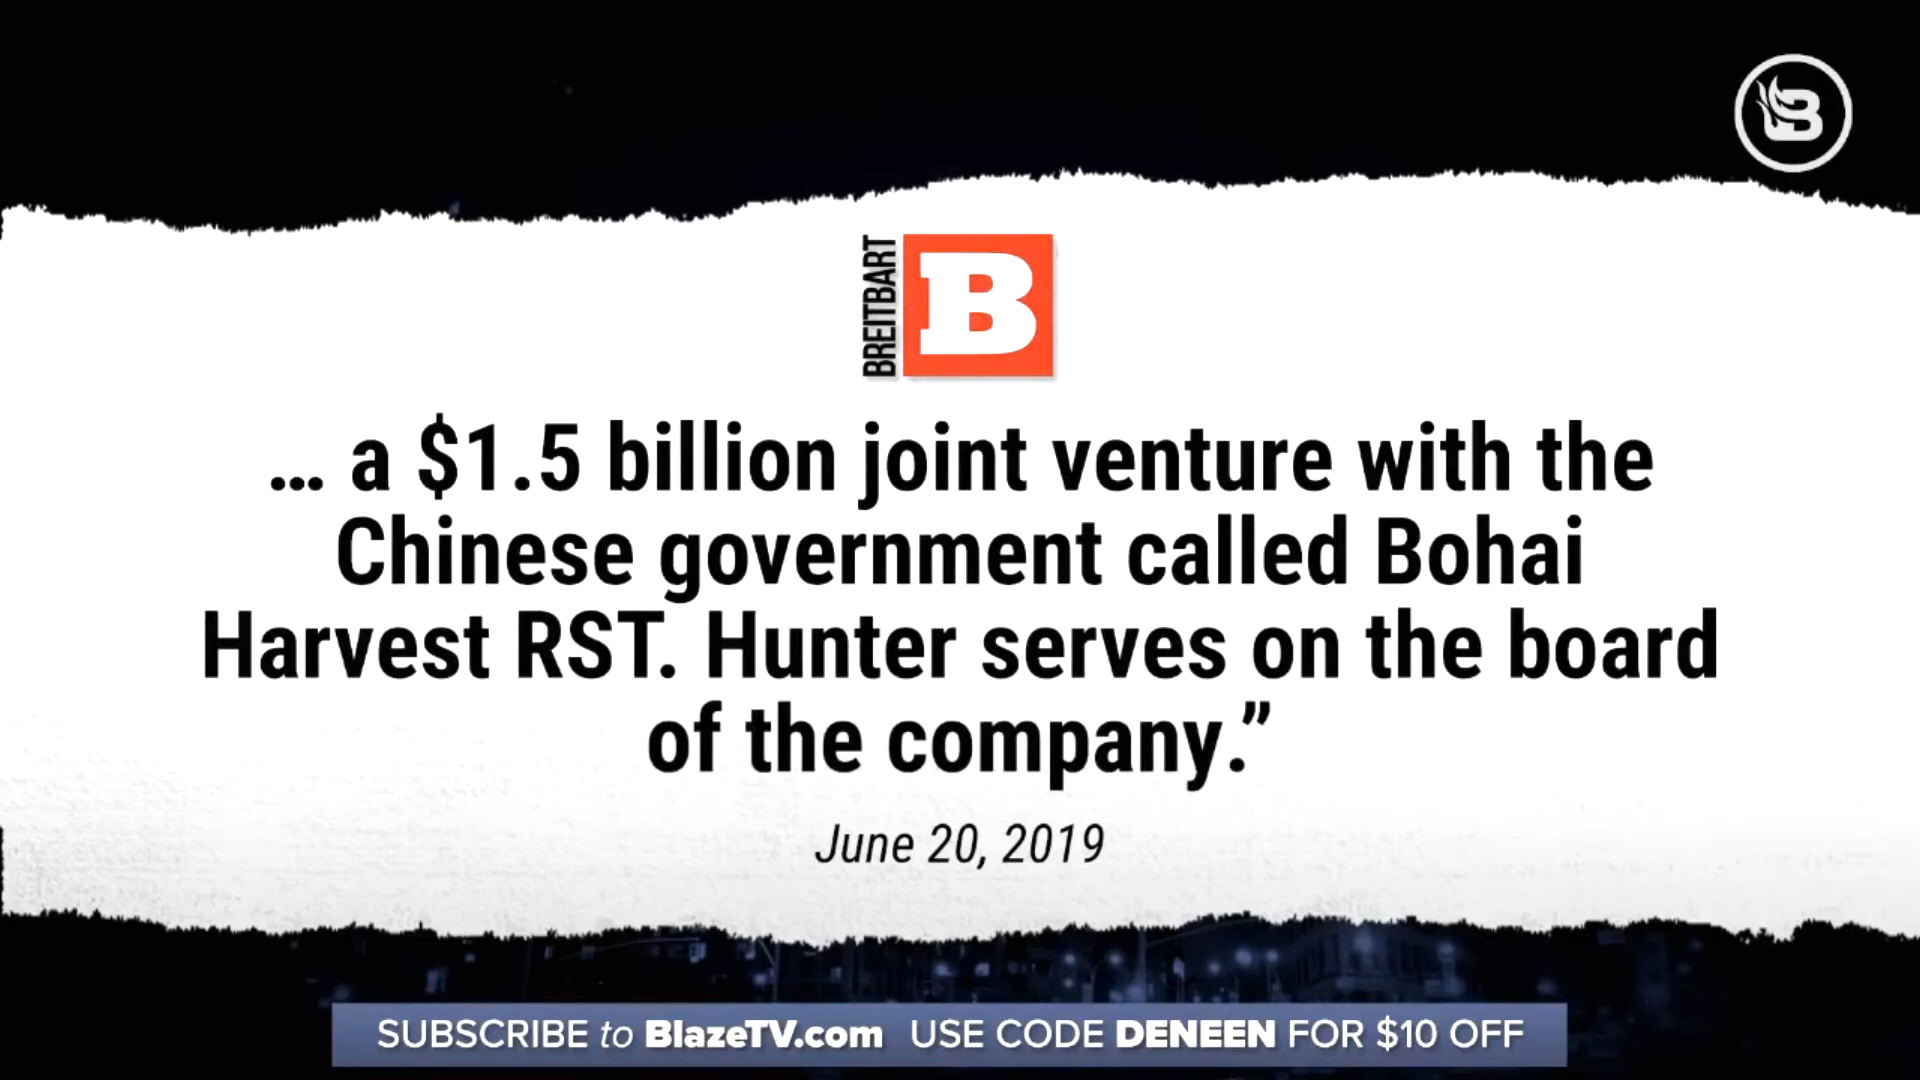 BREITBART
B
B
… a $1.5 billion joint venture with the
Chinese government called Bohai
Harvest RST. Hunter serves on the board
of the company.”
June 20, 2019
SUBSCRIBE to BlazeTV.com USE CODE DENEEN FOR $10 OFF